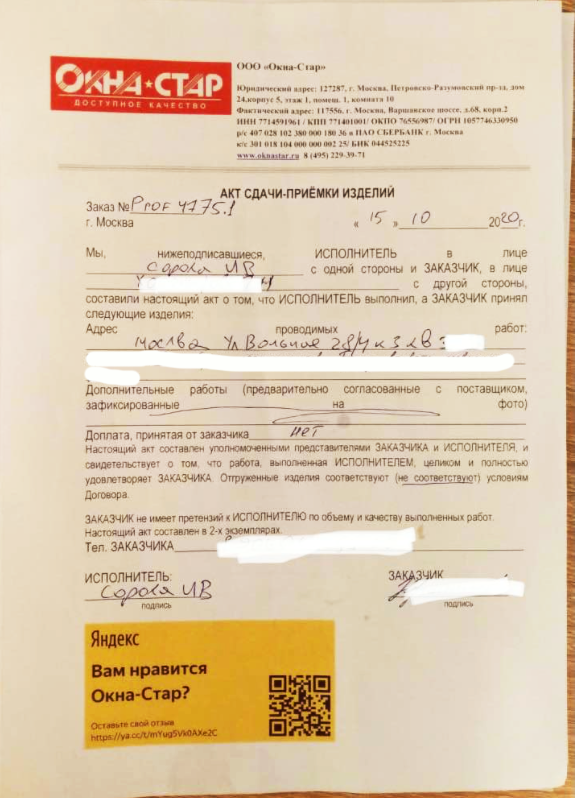 ОКНА★СТАР
ДОСТУПНОЕ КАЧЕСТВО
ООО «Окна-Стар»
Юридический адрес: 127287, г. Москва, Петровско-Разумовский пр-зд, дом
24,корпус 5, этаж 1, помещ. 1, комната 10
Фактический адрес: 117556, г. Москва, Варшавское шоссе, д.68, корп.2
ИНН 7714591961/ КПП 771401001/ ОКПО 76556987/ ОГРН 1057746330950
р/с 407 028 102 380 000 180 36 в ПАО СБЕРБАНК г. Москва
к/с 301 018 104 000 000 002 25/ БИК 044525225
www.oknastar.ru 8 (495) 229-39-71
АКТ СДАЧИ-ПРИЁМКИ ИЗДЕЛИЙ
Заказ № Prof 4775.1
г. Москва « 15 » 10 2020г.
Мы, нижеподписавшиеся, ИСПОЛНИТЕЛЬ в лице
Сорока ИВ с одной стороны и ЗАКАЗЧИК, в лице
с другой стороны,
составили настоящий акт о том, что ИСПОЛНИТЕЛЬ выполнил, а ЗАКАЗЧИК принял
следующие изделия:
Адрес проводимых работ:
Москва Ул Вольная 28/4 к 3 кв
Дополнительные работы (предварительно согласованные с поставщиком,
зафиксированные на фото)
Доплата, принятая от заказчика нет
Настоящий акт составлен уполномоченными представителями ЗАКАЗЧИКА и ИСПОЛНИТЕЛЯ, и
свидетельствует о том, что работа, выполненная ИСПОЛНИТЕЛЕМ, целиком и полностью
удовлетворяет ЗАКАЗЧИКА. Отгруженные изделия соответствуют (не соответствуют) условиям
Договора.
ЗАКАЗЧИК не имеет претензий к ИСПОЛНИТЕЛЮ по объему и качеству выполненных работ.
Настоящий акт составлен в 2-х экземплярах.
Тел. ЗАКАЗЧИКА
ИСПОЛНИТЕЛЬ: ЗАКАЗЧИК
Сорока ИВ
подпись подпись
Яндекс
Вам нравится
Окна-Стар?
Оставьте свой отзыв
https://ya.cc/t/mYug5Vk0AXe2C